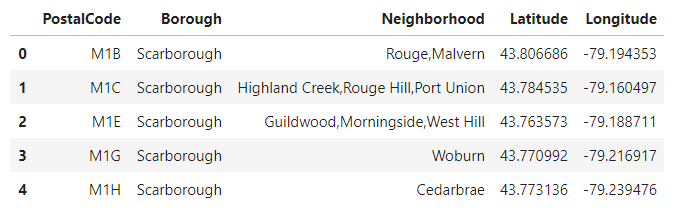 PostalCode Borough Neighborhood Latitude Longitude
0 M1B Scarborough Rouge,Malvern 43.806686 -79.194353
1 M1C Scarborough Highland Creek,Rouge Hill,Port Union 43.784535 -79.160497
2 M1E Scarborough Guildwood,Morningside,West Hill 43.763573 -79.188711
3 M1G Scarborough Woburn 43.770992 -79.216917
4 M1H Scarborough Cedarbrae 43.773136 -79.239476